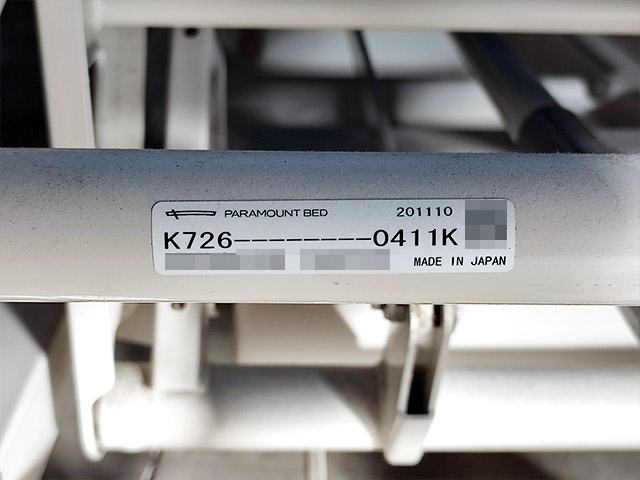 PARAMOUNT BED 201110
K726--------0411K
MADE IN JAPAN